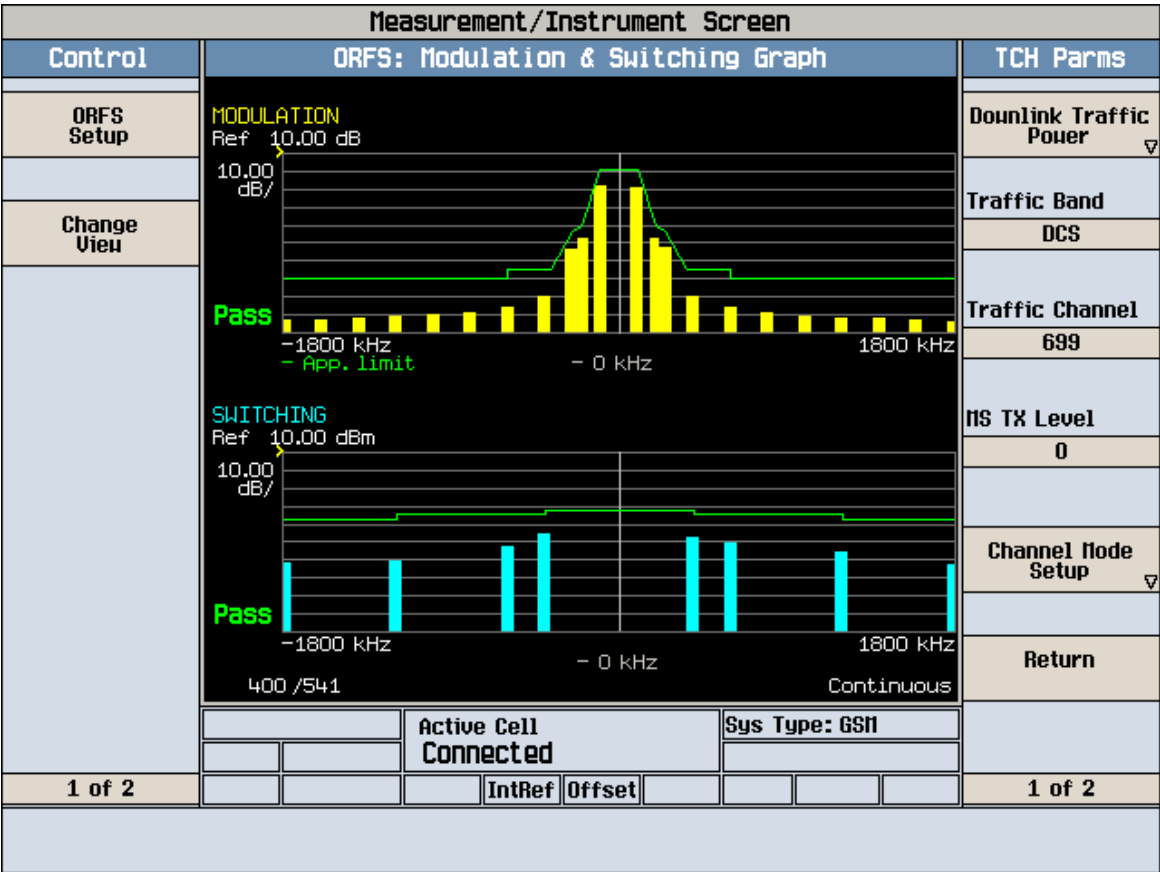 Measurement/Instrument Screen
Control
ORFS: Modulation & Switching Graph
TCH Parms
ORFS
Setup
Change
View
1 of 2
MODULATION
Ref 10.00 dB
10.00
dB/
Pass
-1800 kHz
1800 kHz
- App. limit
- 0 kHz
SWITCHING
Ref 10.00 dBm
10.00
dB/
Pass
-1800 kHz
1800 kHz
- 0 kHz
400 /541
Continuous
Active Cell
Connected
Sys Type: GSM
IntRef
Offset
Downlink Traffic
Power
Traffic Band
DCS
Traffic Channel
699
MS TX Level
0
Channel Mode
Setup
Return
1 of 2